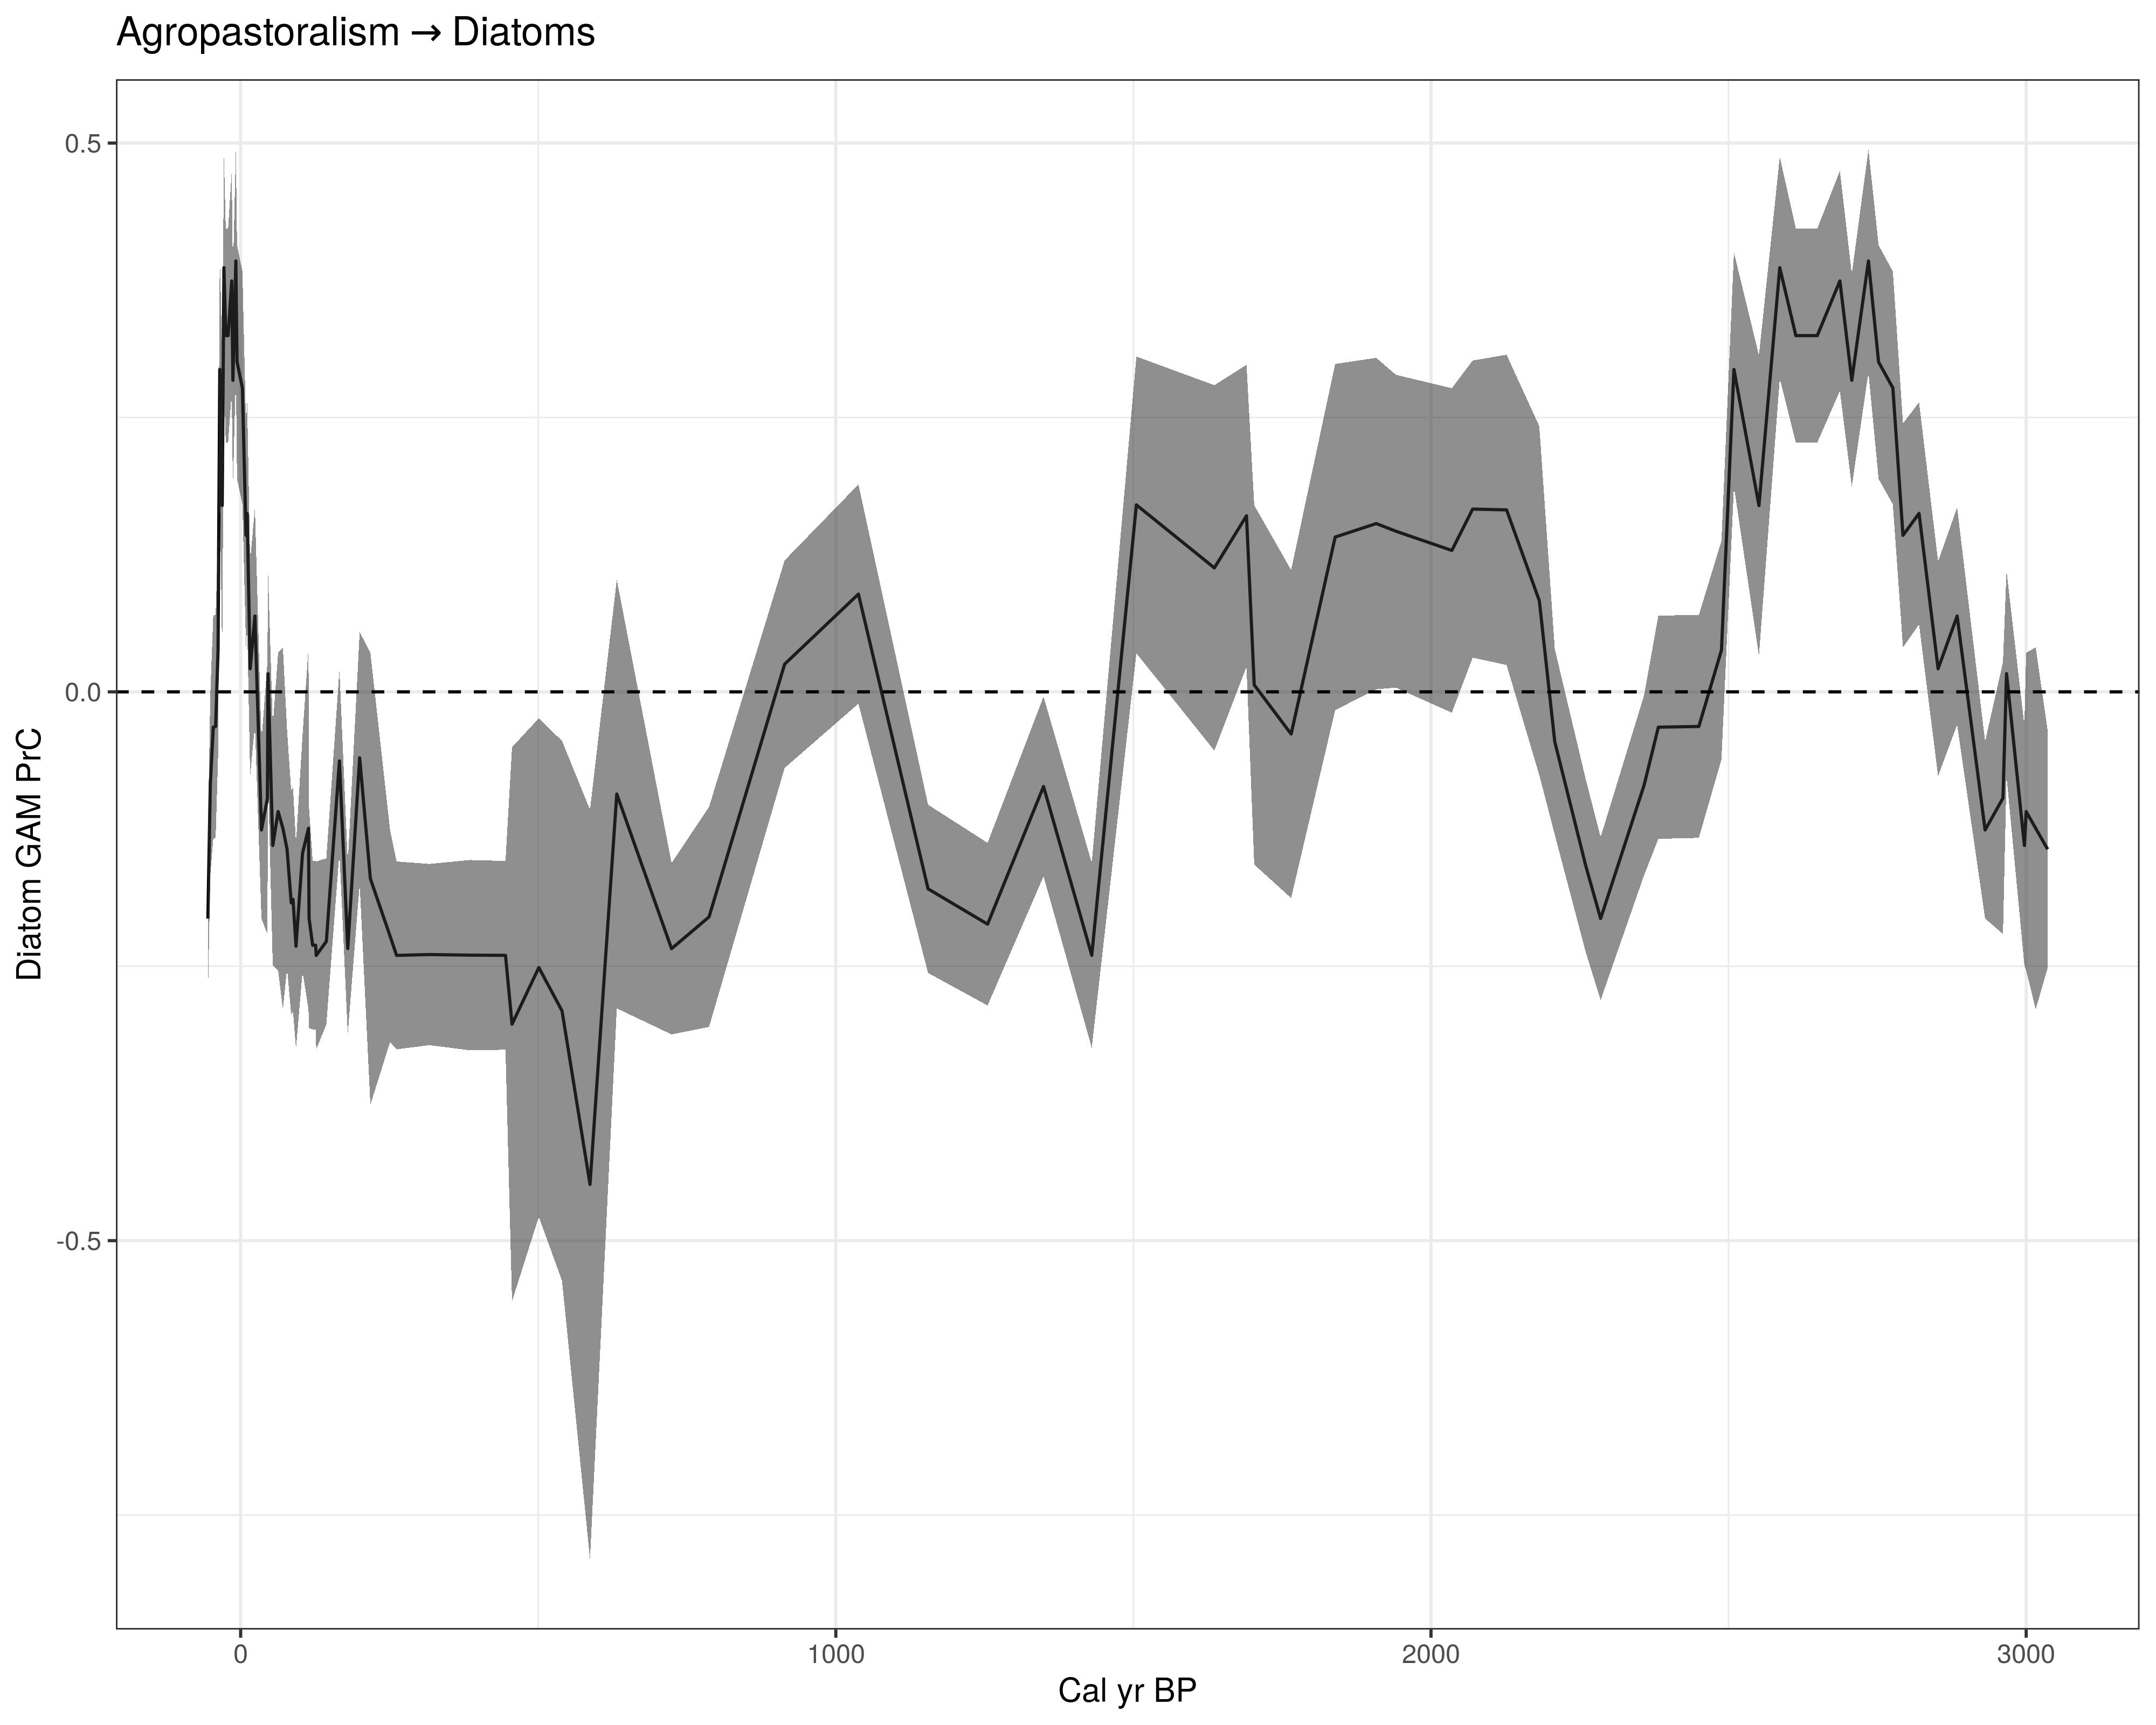 Agropastoralism → Diatoms
0.5
0.0
-0.5
Diatom GAM PrC
0
1000
2000
3000
Cal yr BP